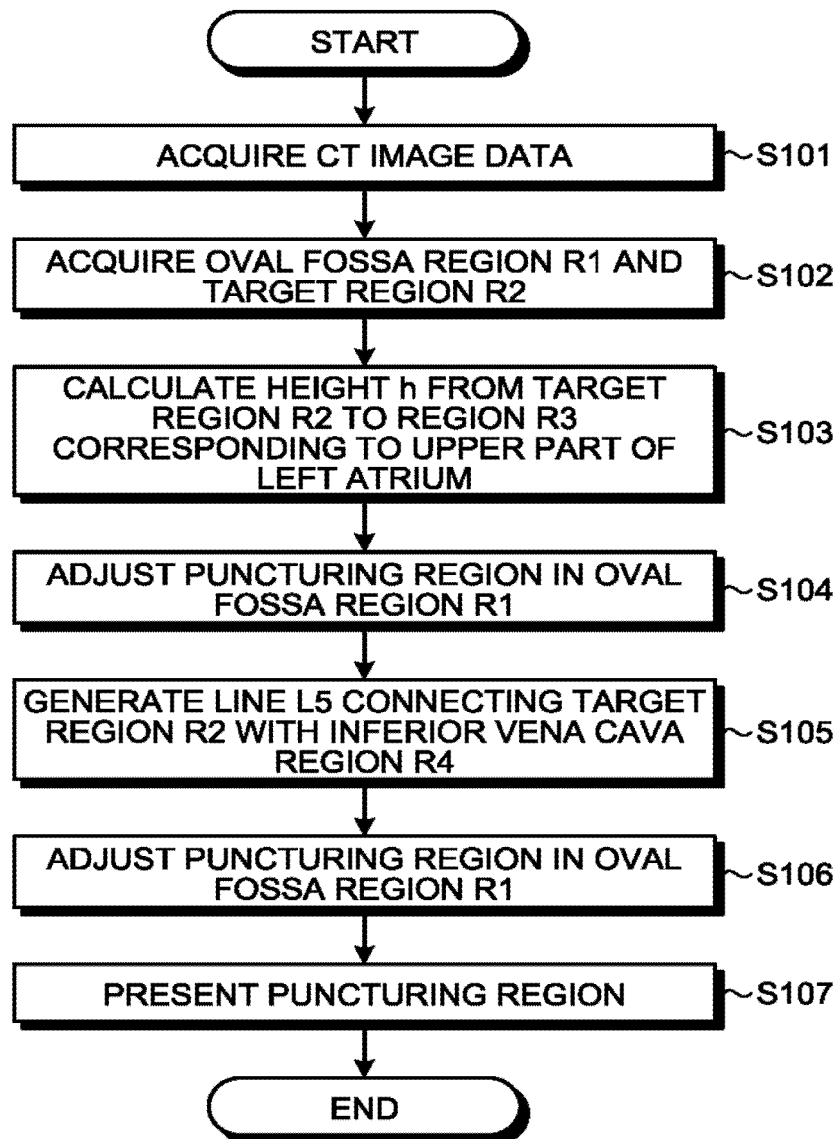 START
ACQUIRE CT IMAGE DATA
~S101
ACQUIRE OVAL FOSSA REGION R1 AND
TARGET REGION R2
~S102
CALCULATE HEIGHT h FROM TARGET
REGION R2 TO REGION R3
CORRESPONDING TO UPPER PART OF
LEFT ATRIUM
~S103
ADJUST PUNCTURING REGION IN OVAL
FOSSA REGION R1
~S104
GENERATE LINE L5 CONNECTING TARGET
REGION R2 WITH INFERIOR VENA CAVA
REGION R4
~S105
ADJUST PUNCTURING REGION IN OVAL
FOSSA REGION R1
~S106
PRESENT PUNCTURING REGION
~S107
END